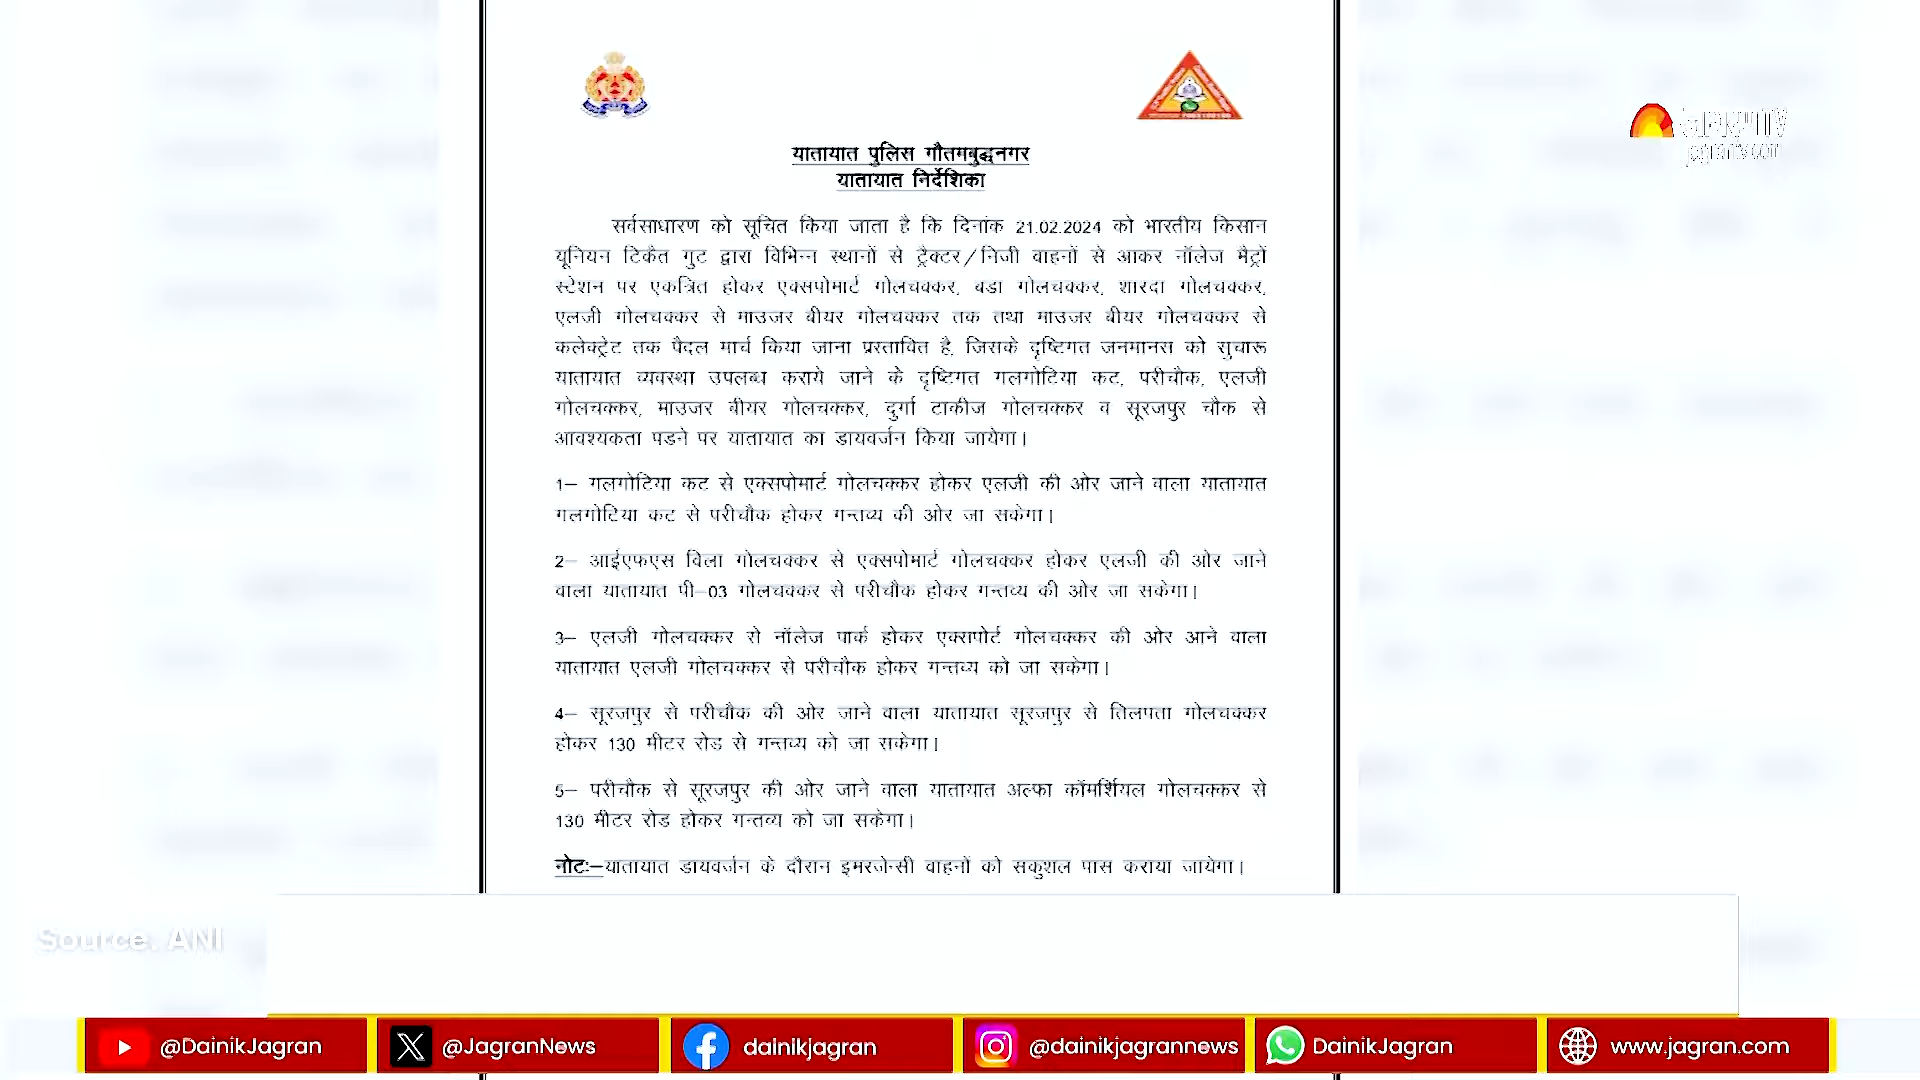 यातायात पुलिस गौतमबुद्धनगर
यातायात निर्देशिका
सर्वसाधारण को सूचित किया जाता है कि दिनांक 21.02.2024 को भारतीय किसान
यूनियन टिकैत गुट द्वारा विभिन्न स्थानों से ट्रैक्टर/निजी वाहनों से आकर नॉलेज मैट्रों
स्टेशन पर एकत्रित होकर एक्सपोमार्ट गोलचक्कर, बडा गोलचक्कर, शारदा गोलचक्कर,
एलजी गोलचक्कर से माउजर बीयर गोलचक्कर तक तथा माउजर बीयर गोलचक्कर से
कलेक्ट्रेट तक पैदल मार्च किया जाना प्रस्तावित है, जिसके दृष्टिगत जनमानस को सुचारू
यातायात व्यवस्था उपलब्ध कराये जाने के दृष्टिगत गलगोटिया कट, परीचौक, एलजी
गोलचक्कर, माउजर बीयर गोलचक्कर, दुर्गा टाकीज गोलचक्कर व सूरजपुर चौक से
आवश्यकता पडने पर यातायात का डायवर्जन किया जायेगा।
1– गलगोटिया कट से एक्सपोमार्ट गोलचक्कर होकर एलजी की ओर जाने वाला यातायात
गलगोटिया कट से परीचौक होकर गन्तव्य की ओर जा सकेगा।
2– आईएफएस विला गोलचक्कर से एक्सपोमार्ट गोलचक्कर होकर एलजी की ओर जाने
वाला यातायात पी–03 गोलचक्कर से परीचौक होकर गन्तव्य की ओर जा सकेगा।
3– एलजी गोलचक्कर से नॉलेज पार्क होकर एक्सपोर्ट गोलचक्कर की ओर आने वाला
यातायात एलजी गोलचक्कर से परीचौक होकर गन्तव्य को जा सकेगा।
4– सूरजपुर से परीचौक की ओर जाने वाला यातायात सूरजपुर से तिलपता गोलचक्कर
होकर 130 मीटर रोड से गन्तव्य को जा सकेगा।
5– परीचौक से सूरजपुर की ओर जाने वाला यातायात अल्फा कॉमर्शियल गोलचक्कर से
130 मीटर रोड होकर गन्तव्य को जा सकेगा।
नोटः–यातायात डायवर्जन के दौरान इमरजेन्सी वाहनों को सकुशल पास कराया जायेगा।
Source: ANI
@DainikJagran
@JagranNews
dainikjagran
@dainikjagrannews
DainikJagran
www.jagran.com